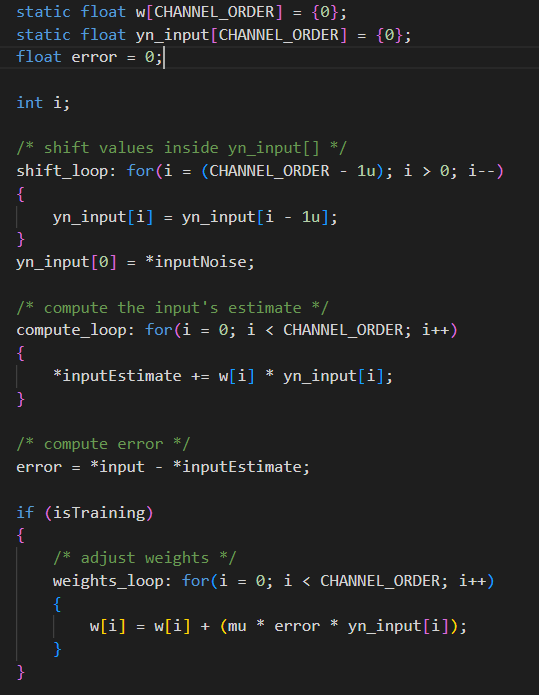 static float w[CHANNEL_ORDER] = {0};
static float yn_input[CHANNEL_ORDER] = {0};
float error = 0;
int i;
/* shift values inside yn_input[] */
shift_loop: for(i = (CHANNEL_ORDER - 1u); i > 0; i--)
{
yn_input[i] = yn_input[i - 1u];
}
yn_input[0] = *inputNoise;
/* compute the input's estimate */
compute_loop: for(i = 0; i < CHANNEL_ORDER; i++)
{
*inputEstimate += w[i] * yn_input[i];
}
/* compute error */
error = *input - *inputEstimate;
if (isTraining)
{
/* adjust weights */
weights_loop: for(i = 0; i < CHANNEL_ORDER; i++)
{
w[i] = w[i] + (mu * error * yn_input[i]);
}
}